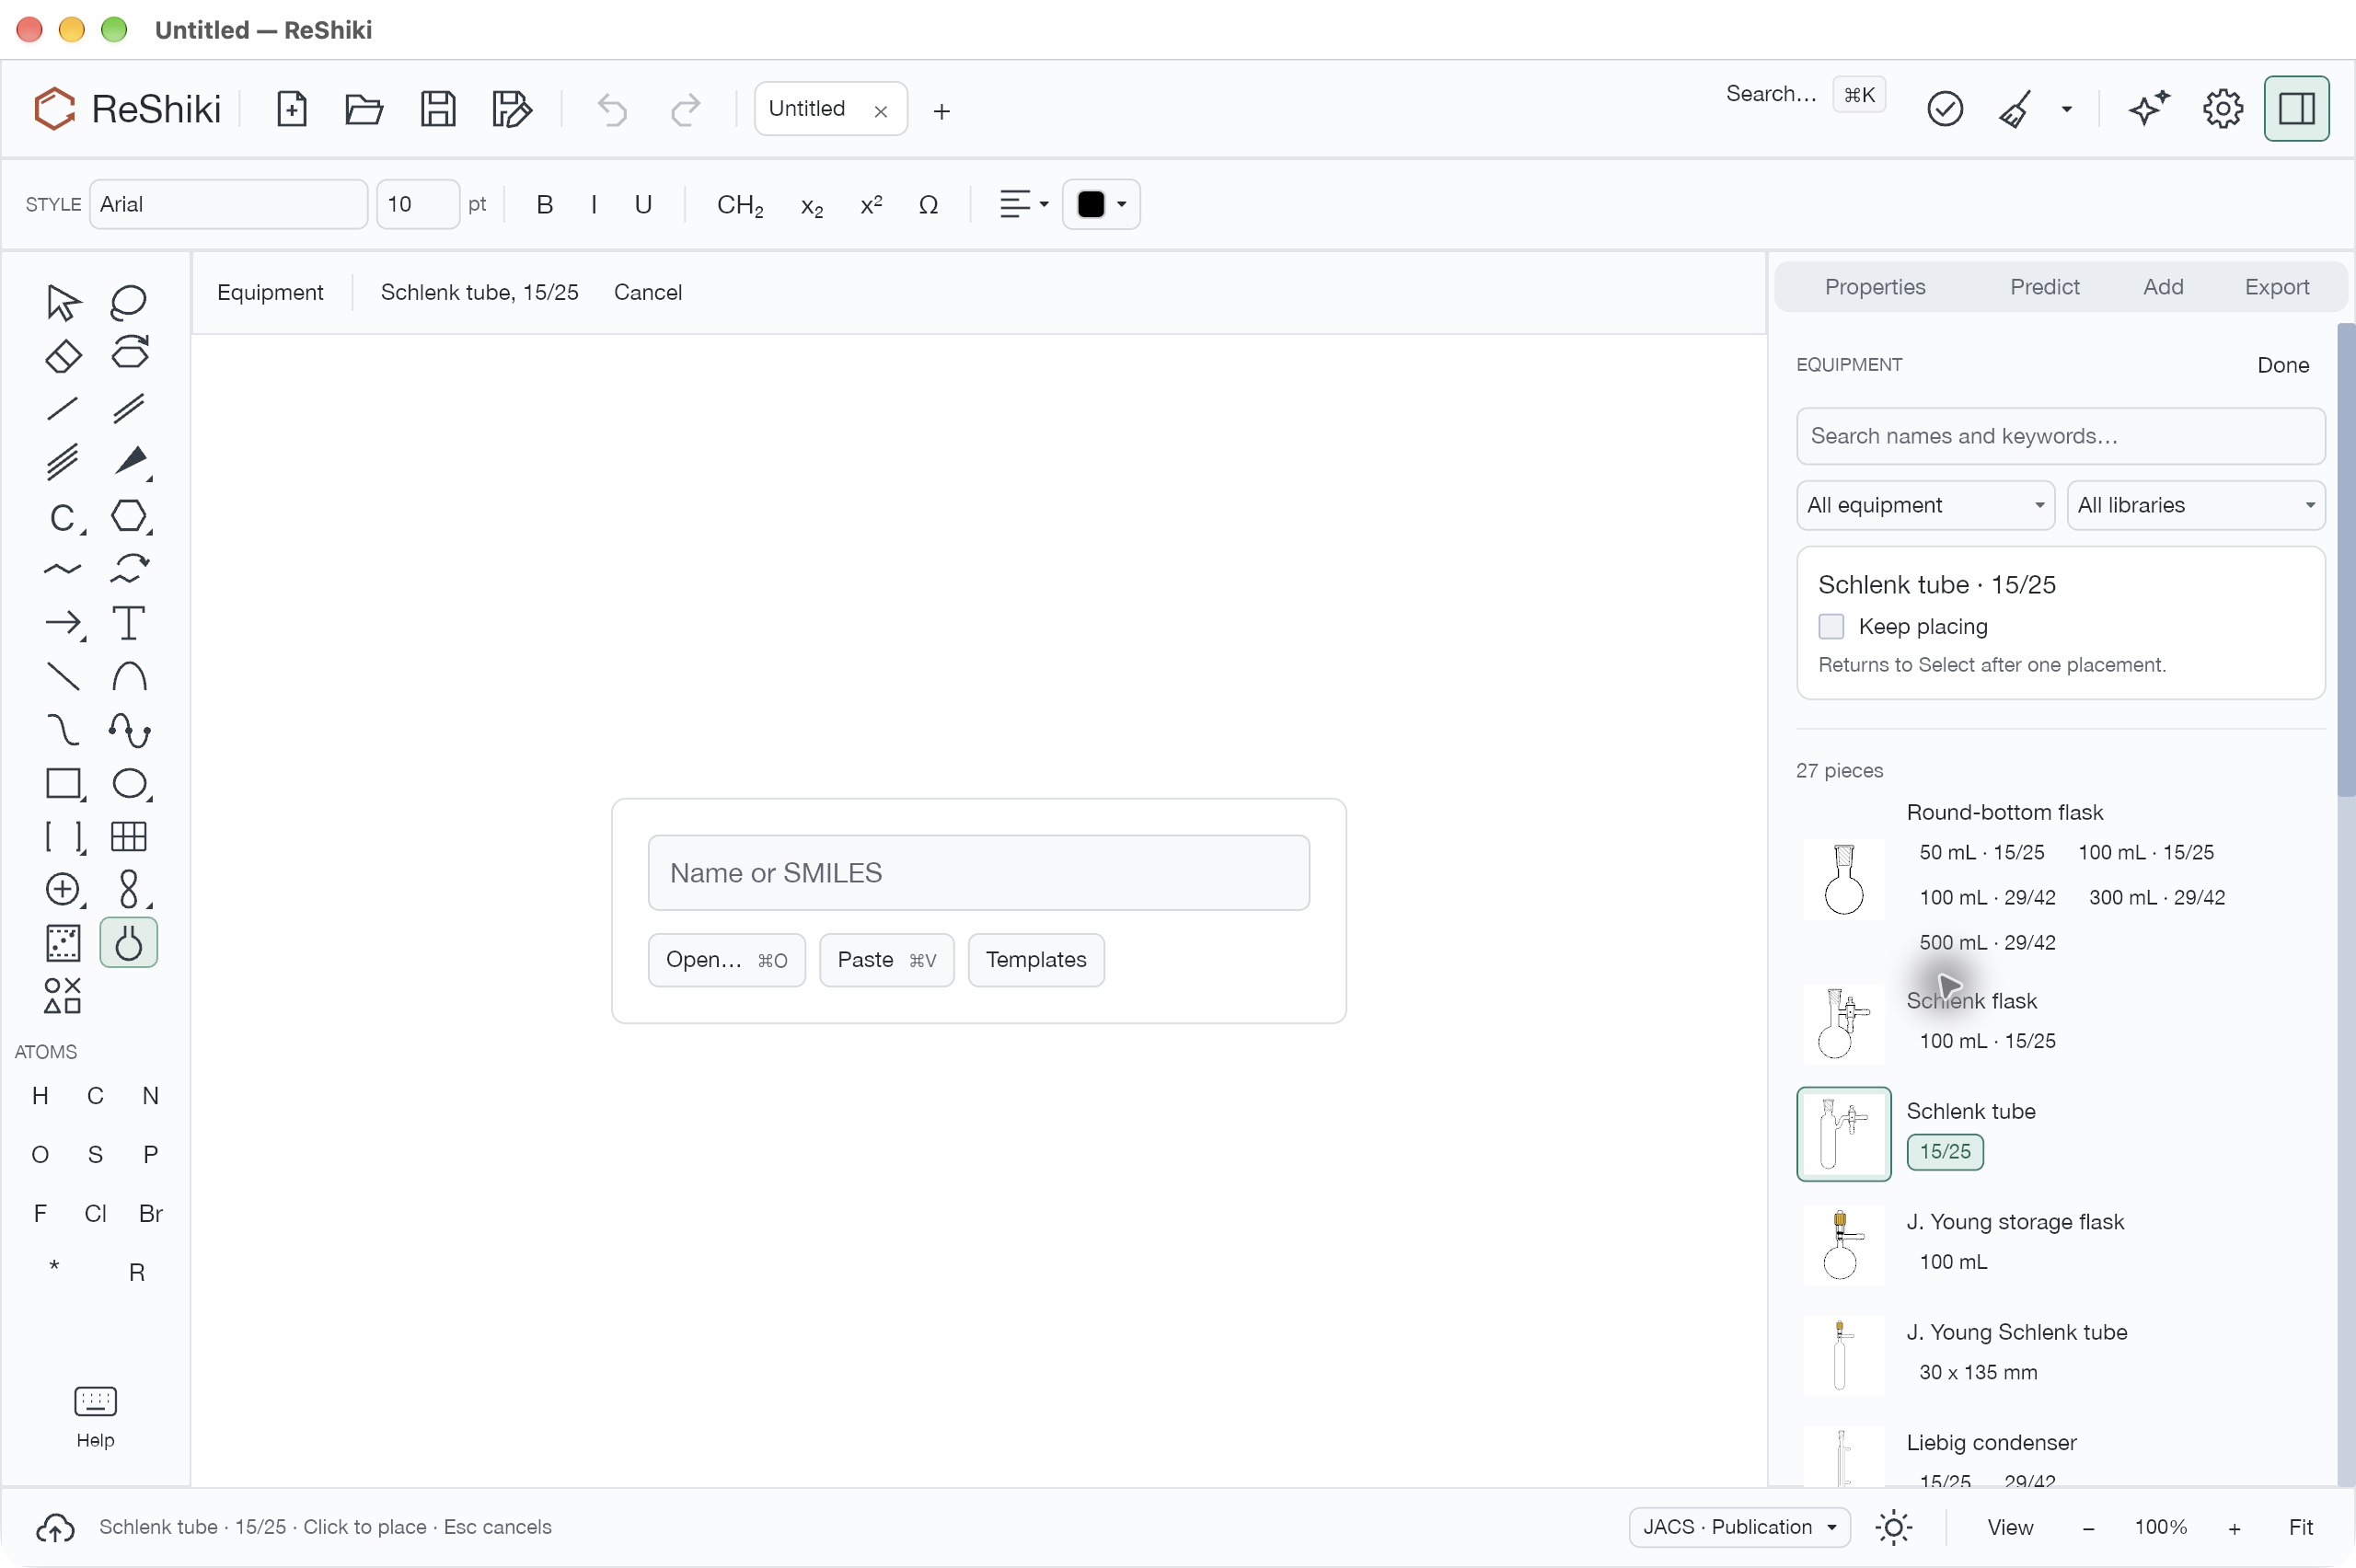 Untitled — ReShiki
ReShiki
Untitled
Search... ⌘K
STYLE Arial 10 pt B I U CH₂ x₂ x² Ω
Equipment Schlenk tube, 15/25 Cancel
Properties Predict Add Export
EQUIPMENT Done
Search names and keywords...
All equipment All libraries
Schlenk tube · 15/25
Keep placing
Returns to Select after one placement.
27 pieces
Round-bottom flask
50 mL · 15/25 100 mL · 15/25
100 mL · 29/42 300 mL · 29/42
500 mL · 29/42
Schlenk flask
100 mL · 15/25
Schlenk tube
15/25
J. Young storage flask
100 mL
J. Young Schlenk tube
30 x 135 mm
Liebig condenser
15/25 29/42
Name or SMILES
Open... ⌘O Paste ⌘V Templates
C
T
ATOMS
H C N
O S P
F Cl Br
* R
Help
Schlenk tube · 15/25 · Click to place · Esc cancels
JACS · Publication
View − 100% + Fit